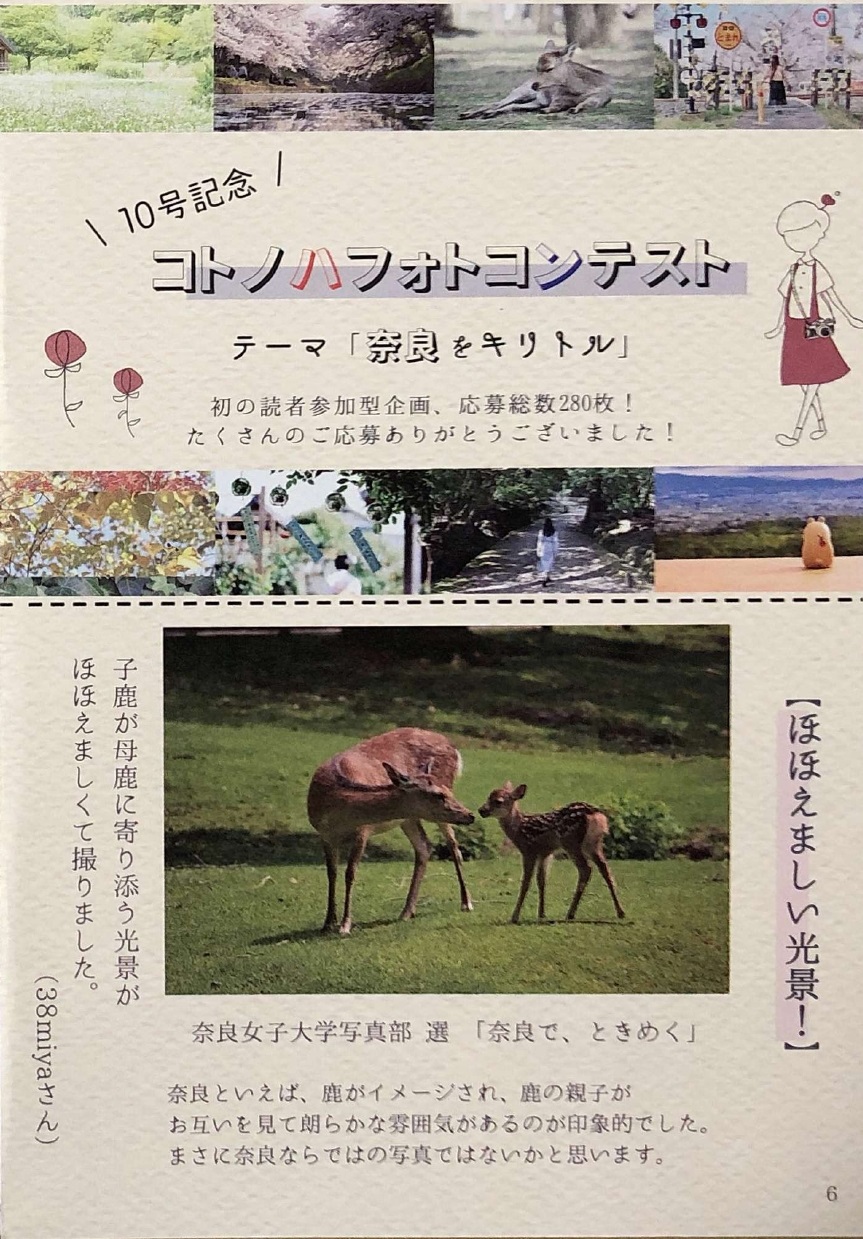 10号記念
コトノハフォトコンテスト
テーマ「奈良をキリトル」
初の読者参加型企画、応募総数280枚！
たくさんのご応募ありがとうございました！
【ほほえましい光景！】
子鹿が母鹿に寄り添う光景が
ほほえましくて撮りました。
（38miyaさん）
奈良女子大学写真部 選 「奈良で、ときめく」
奈良といえば、鹿がイメージされ、鹿の親子が
お互いを見て朗らかな雰囲気があるのが印象的でした。
まさに奈良ならではの写真ではないかと思います。
6